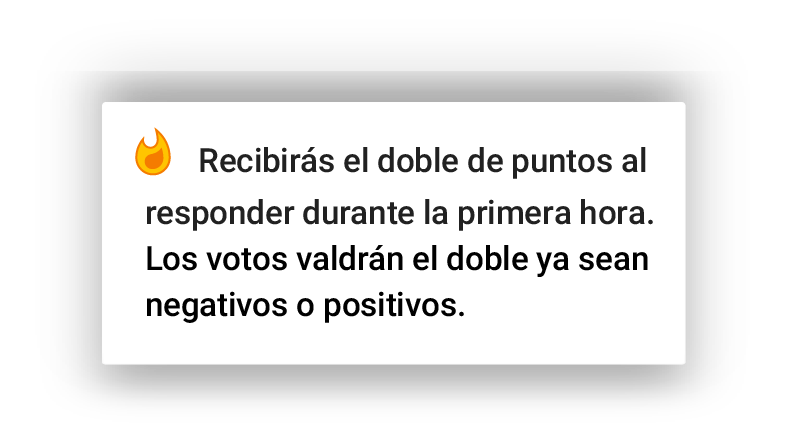 Recibirás el doble de puntos al
responder durante la primera hora.
Los votos valdrán el doble ya sean
negativos o positivos.